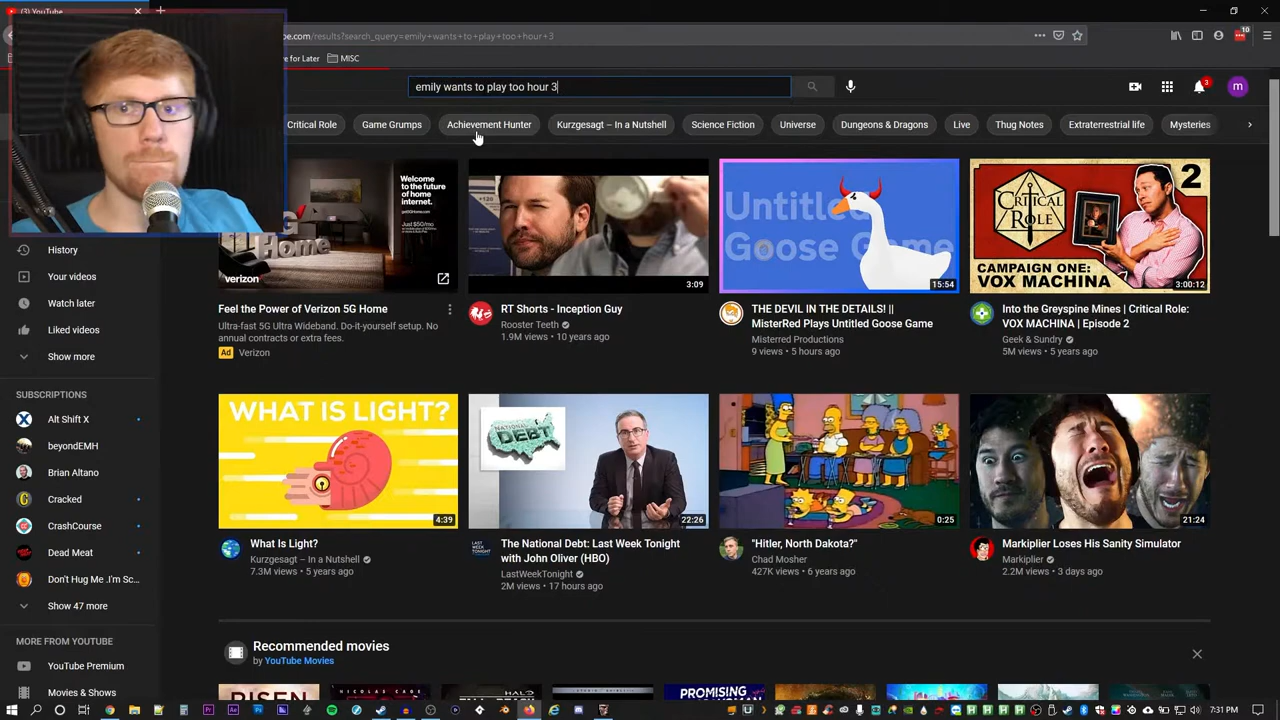 (3) YouTube
be.com/results?search_query=emily+wants+to+play+too+hour+3
10
e for Later
MISC
emily wants to play too hour 3
3
m
Critical Role
Game Grumps
Achievement Hunter
Kurzgesagt – In a Nutshell
Science Fiction
Universe
Dungeons & Dragons
Live
Thug Notes
Extraterrestrial life
Mysteries
Welcome to the future of home internet.
G Home
verizon
3:09
Untitl
Goose G
15:54
2
CRITICAL ROLE
CAMPAIGN ONE:
VOX MACHINA
3:00:12
Feel the Power of Verizon 5G Home
Ultra-fast 5G Ultra Wideband. Do-it-yourself setup. No
annual contracts or extra fees.
Ad Verizon
RT Shorts - Inception Guy
Rooster Teeth
1.9M views • 10 years ago
THE DEVIL IN THE DETAILS! ||
MisterRed Plays Untitled Goose Game
Misterred Productions
9 views • 5 hours ago
Into the Greyspine Mines | Critical Role:
VOX MACHINA | Episode 2
Geek & Sundry
5M views • 5 years ago
History
Your videos
Watch later
Liked videos
Show more
SUBSCRIPTIONS
Alt Shift X
beyondEMH
Brian Altano
Cracked
CrashCourse
Dead Meat
Don't Hug Me .I'm Sc...
Show 47 more
MORE FROM YOUTUBE
YouTube Premium
Movies & Shows
WHAT IS LIGHT?
4:39
NATIONAL DEBT
22:26
0:25
21:24
What Is Light?
Kurzgesagt – In a Nutshell
7.3M views • 5 years ago
The National Debt: Last Week Tonight
with John Oliver (HBO)
LastWeekTonight
2M views • 17 hours ago
"Hitler, North Dakota?"
Chad Mosher
427K views • 6 years ago
Markiplier Loses His Sanity Simulator
Markiplier
2.2M views • 3 days ago
Recommended movies
by YouTube Movies
RISEN
NICOLAS CAGE
HALO
PROMISING
7:31 PM